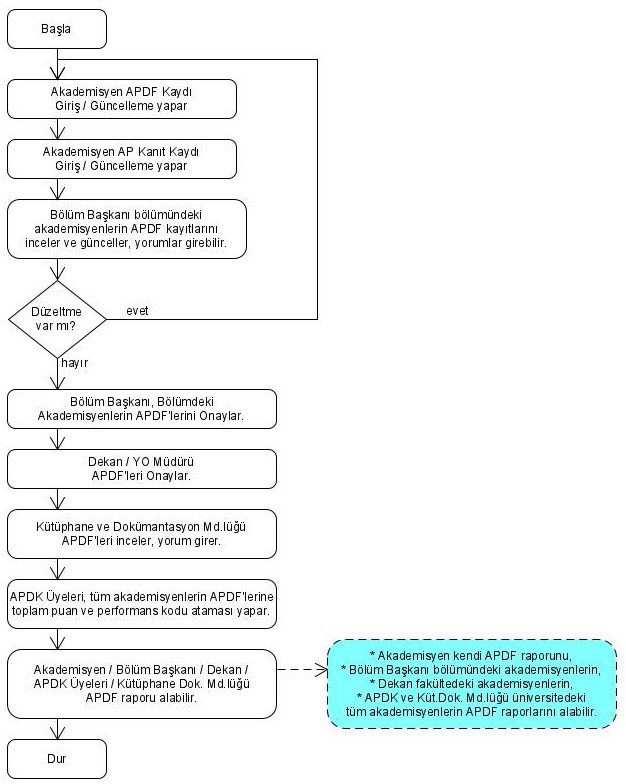 Başla
Akademisyen APDF Kaydı
Giriş / Güncelleme yapar
Akademisyen AP Kanıt Kaydı
Giriş / Güncelleme yapar
Bölüm Başkanı bölümündeki
akademisyenlerin APDF kayıtlarını
inceler ve günceller, yorumlar girebilir.
Düzeltme
var mı?
evet
hayır
Bölüm Başkanı, Bölümdeki
Akademisyenlerin APDF'lerini Onaylar.
Dekan / YO Müdürü
APDF'leri Onaylar.
Kütüphane ve Dokümantasyon Md.lüğü
APDF'leri inceler, yorum girer.
APDK Üyeleri, tüm akademisyenlerin APDF'lerine
toplam puan ve performans kodu ataması yapar.
Akademisyen / Bölüm Başkanı / Dekan /
APDK Üyeleri / Kütüphane Dok. Md.lüğü
APDF raporu alabilir.
* Akademisyen kendi APDF raporunu,
* Bölüm Başkanı bölümündeki akademisyenlerin,
* Dekan fakültedeki akademisyenlerin,
* APDK ve Küt.Dok. Md.lüğü üniversitedeki
tüm akademisyenlerin APDF raporlarını alabilir.
Dur